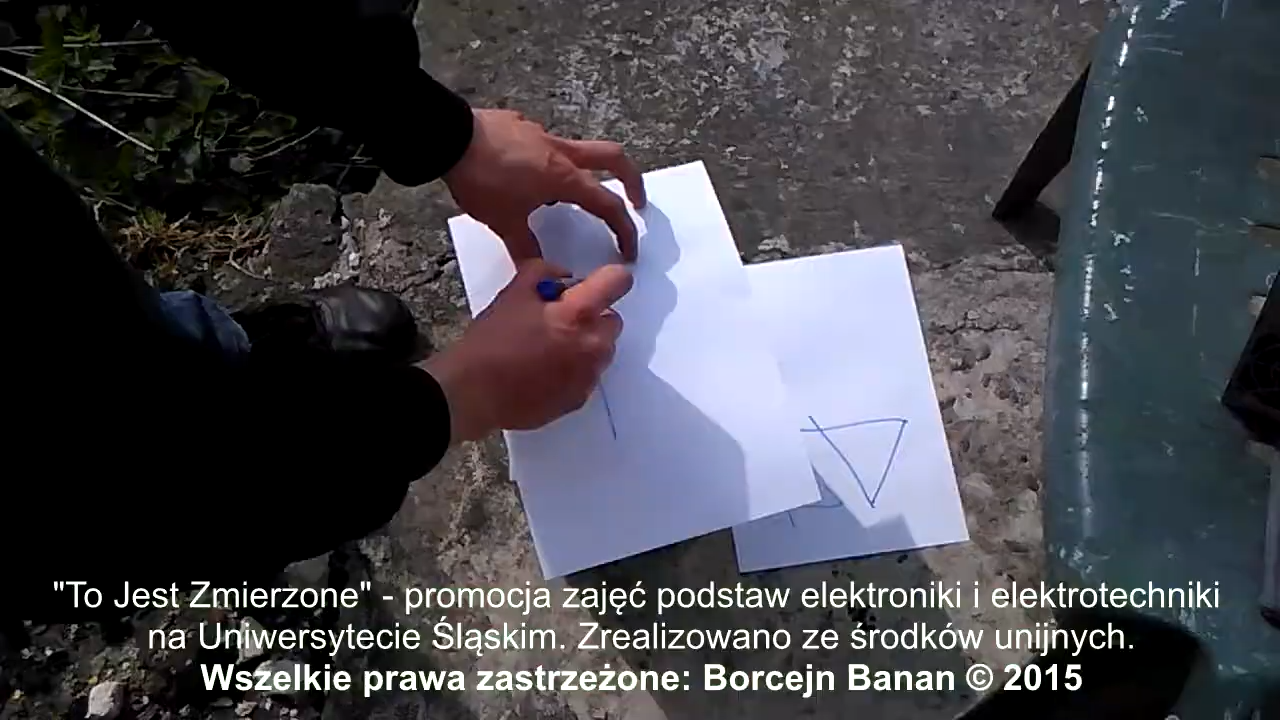 "To Jest Zmierzone" - promocja zajęć podstaw elektroniki i elektrotechniki
na Uniwersytecie Śląskim. Zrealizowano ze środków unijnych.
Wszelkie prawa zastrzeżone: Borcejn Banan © 2015